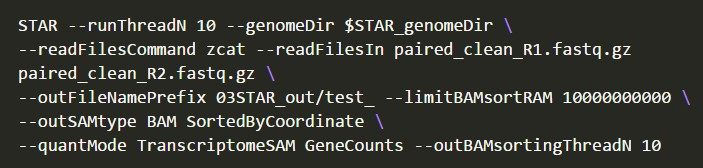 STAR --runThreadN 10 --genomeDir $STAR_genomeDir \
--readFilesCommand zcat --readFilesIn paired_clean_R1.fastq.gz
paired_clean_R2.fastq.gz \
--outFileNamePrefix 03STAR_out/test_ --limitBAMsortRAM 10000000000 \
--outSAMtype BAM SortedByCoordinate \
--quantMode TranscriptomeSAM GeneCounts --outBAMsortingThreadN 10